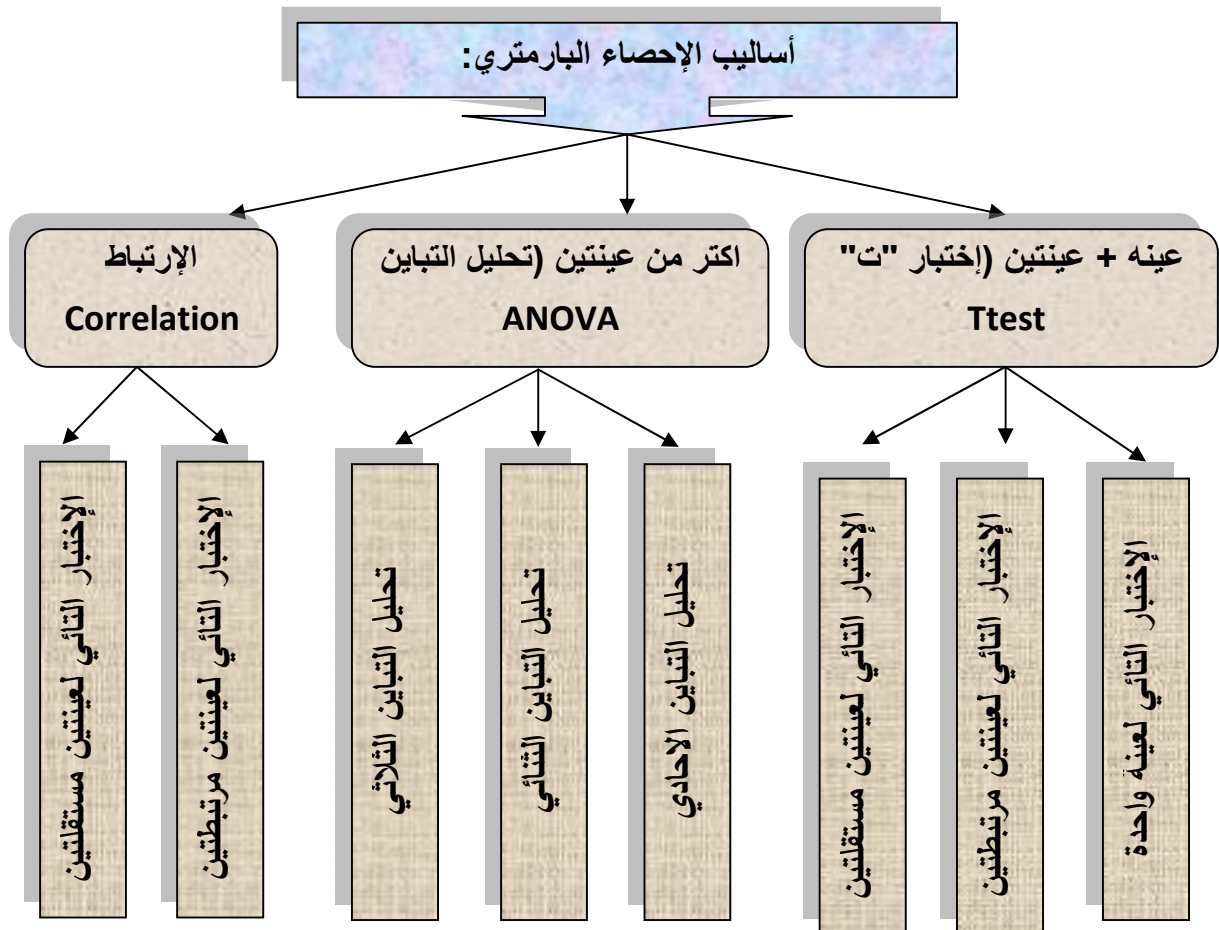 أساليب الإحصاء البارمتري:
عينه + عينتين (إختبار "ت"
Ttest
اكتر من عينتين (تحليل التباين
ANOVA
الإرتباط
Correlation
الإختبار التائي لعينة واحدة
الإختبار التائي لعينتين مرتبطتين
الإختبار التائي لعينتين مستقلتين
تحليل التباين الاحادي
تحليل التباين الثنائي
تحليل التباين الثلاثي
الإختبار التائي لعينتين مرتبطتين
الإختبار التائي لعينتين مستقلتين